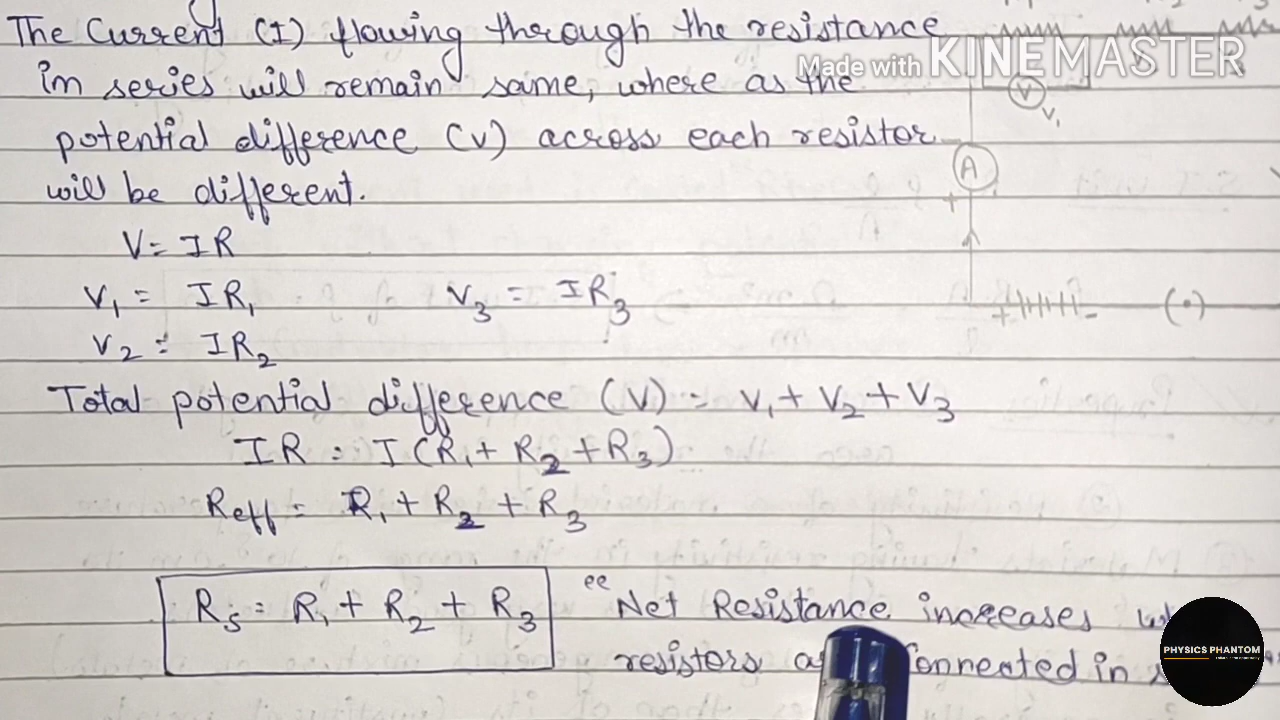 The Current (I) flowing through the resistance
in series will remain same, where as the
potential difference (V) across each resistor
will be different.
V = IR
V₁ = IR₁ V₃ = IR₃
V₂ = IR₂
Total potential difference (V) = V₁ + V₂ + V₃
IR = I (R₁ + R₂ + R₃)
Reff = R₁ + R₂ + R₃
Rs = R₁ + R₂ + R₃
"Net Resistance increases
resistors connected in
Made with KINEMASTER
V
V₁
A
+
+ -
(·)
PHYSICS PHANTOM